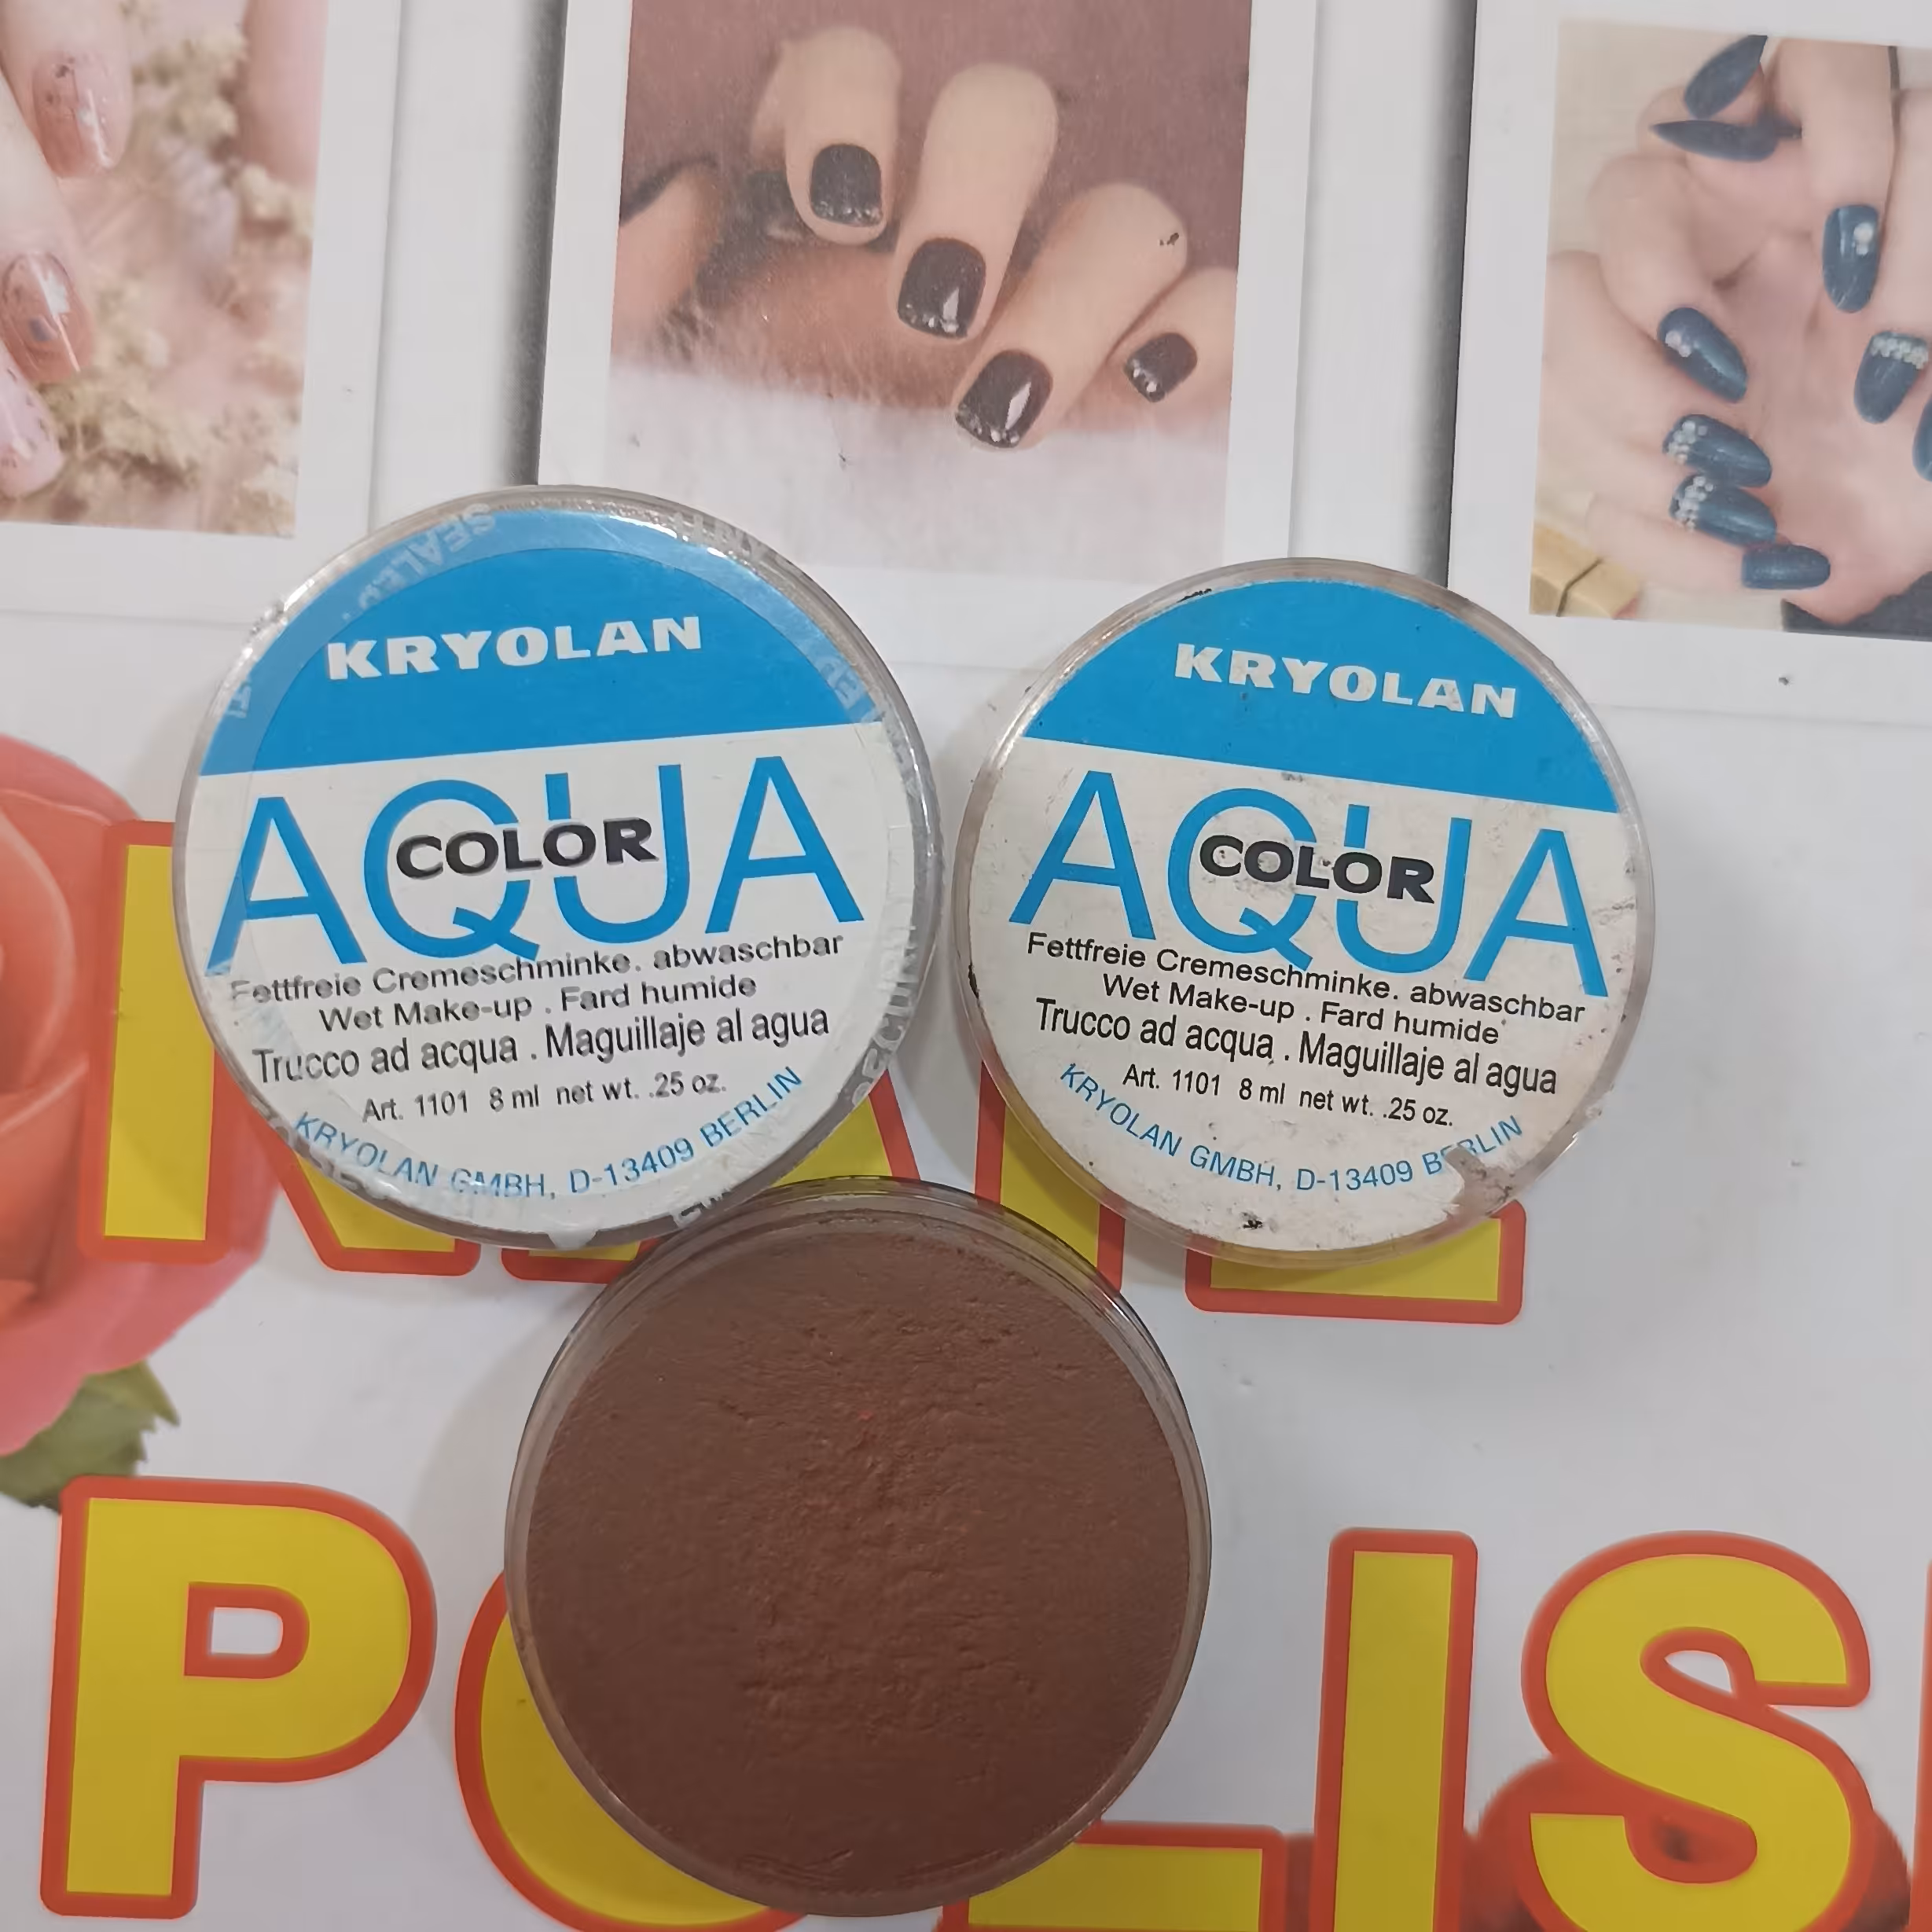 KRYOLAN
AQUA
COLOR
Fettfreie Cremeschminke. abwaschbar
Wet Make-up . Fard humide
Trucco ad acqua . Maguillaje al agua
Art. 1101 8 ml net wt. .25 oz.
KRYOLAN GMBH, D-13409 BERLIN
KRYOLAN
AQUA
COLOR
Fettfreie Cremeschminke. abwaschbar
Wet Make-up . Fard humide
Trucco ad acqua . Maguillaje al agua
Art. 1101 8 ml net wt. .25 oz.
KRYOLAN GMBH, D-13409 BERLIN
NAIL
POLIS